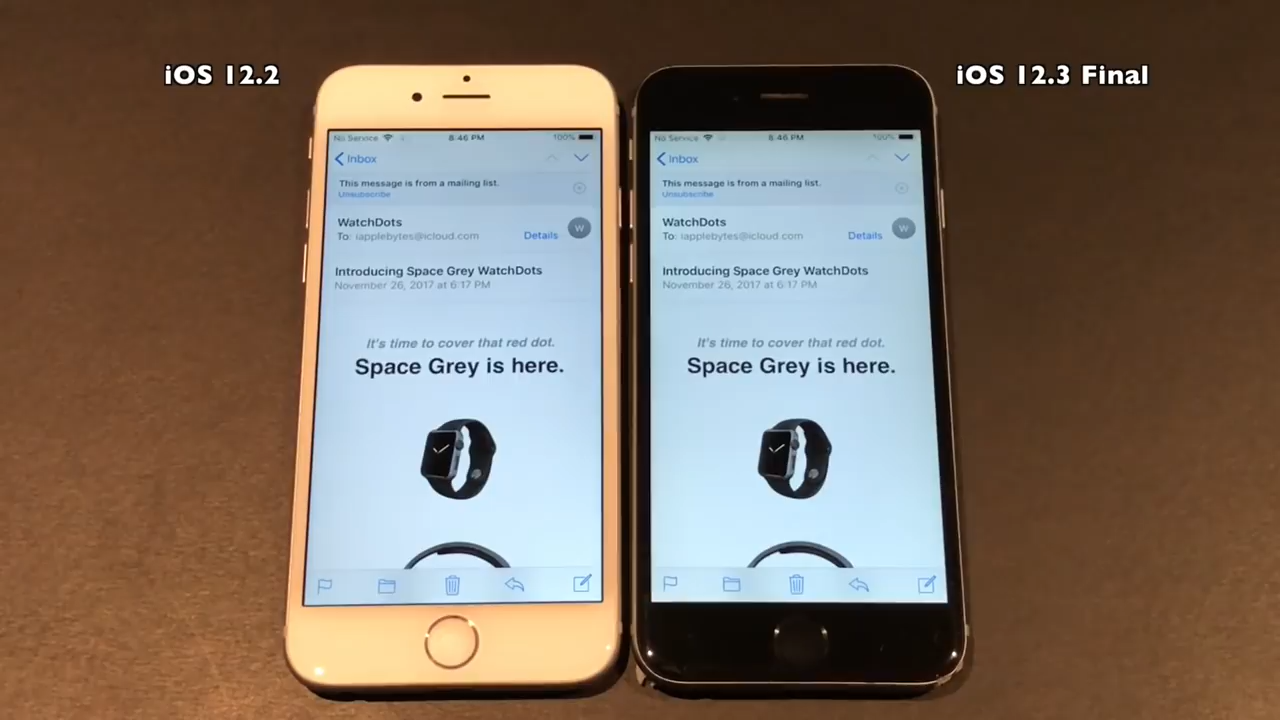 iOS 12.2
iOS 12.3 Final
No Service 8:46 PM 100%
Inbox
This message is from a mailing list.
Unsubscribe
WatchDots
W
To: iapplebytes@icloud.com Details
Introducing Space Grey WatchDots
November 26, 2017 at 6:17 PM
It's time to cover that red dot.
Space Grey is here.
No Service 8:46 PM 100%
Inbox
This message is from a mailing list.
Unsubscribe
WatchDots
W
To: iapplebytes@icloud.com Details
Introducing Space Grey WatchDots
November 26, 2017 at 6:17 PM
It's time to cover that red dot.
Space Grey is here.